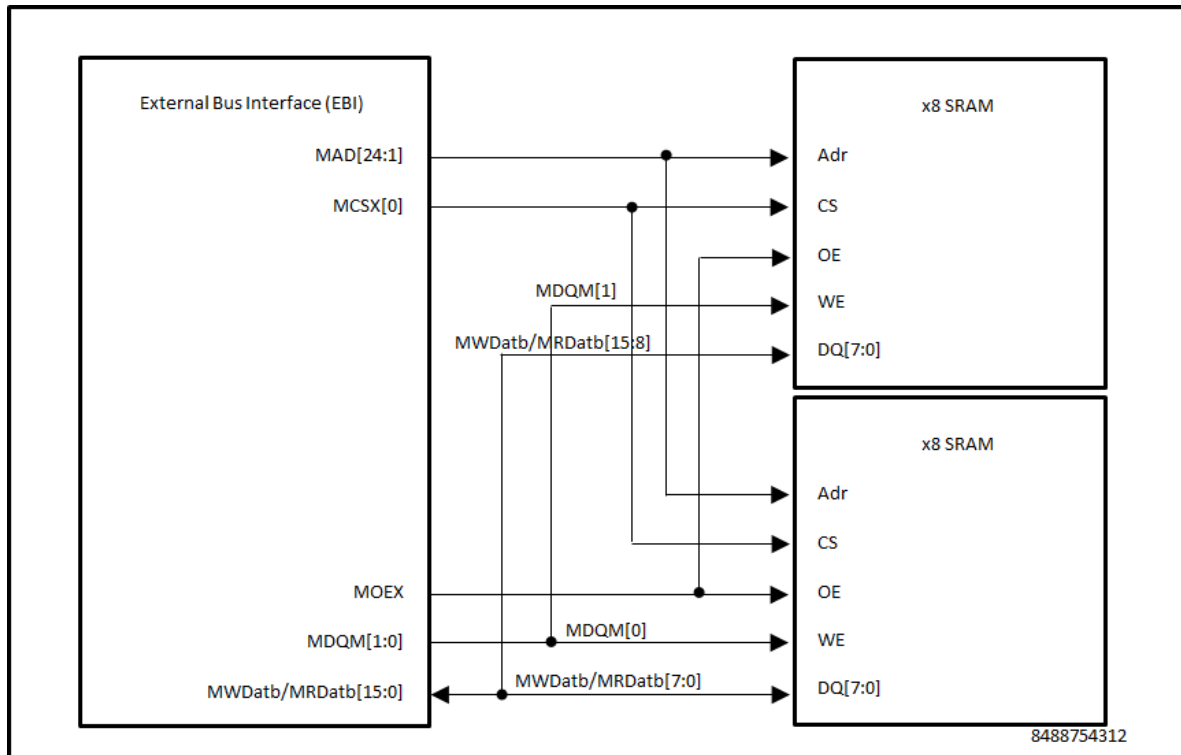 External Bus Interface (EBI)
MAD[24:1]
MCSX[0]
MOEX
MDQM[1:0]
MWDatb/MRDatb[15:0]
MDQM[1]
MWDatb/MRDatb[15:8]
MDQM[0]
MWDatb/MRDatb[7:0]
x8 SRAM
Adr
CS
OE
WE
DQ[7:0]
x8 SRAM
Adr
CS
OE
WE
DQ[7:0]
8488754312